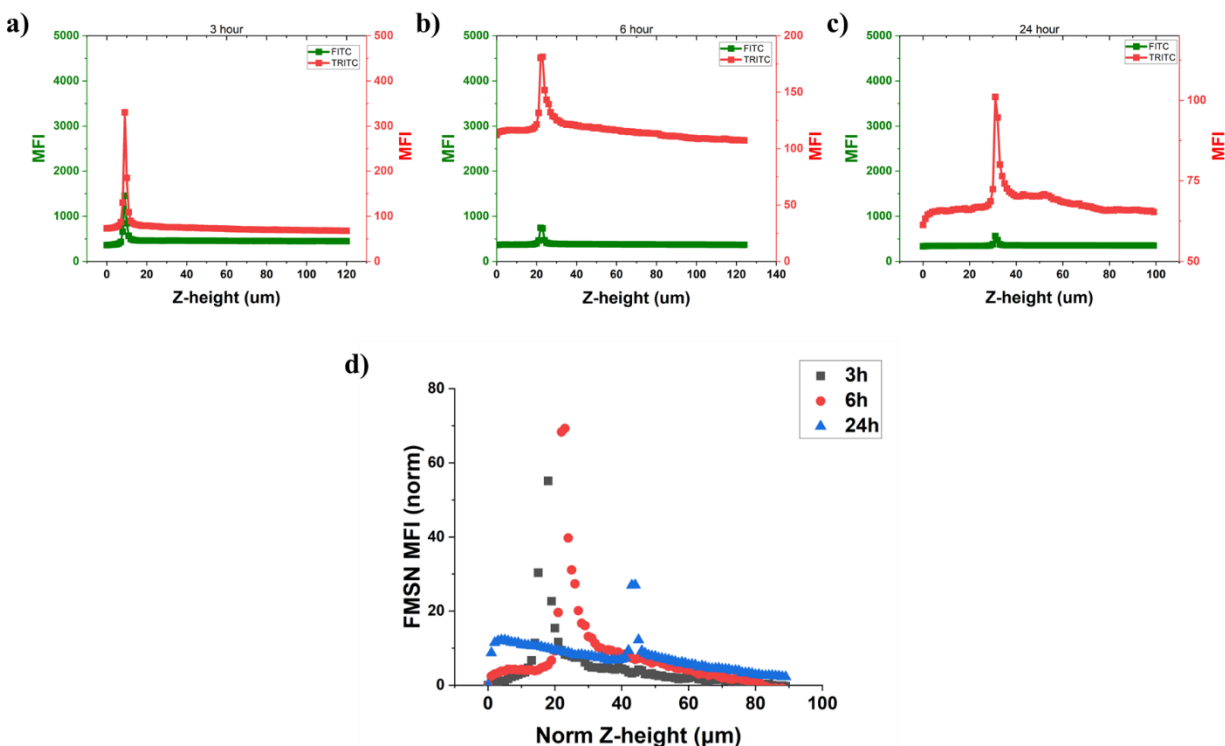 a)
3 hour
5000
4000
3000
2000
1000
0
MFI
FITC
TRITC
500
400
300
200
100
0
MFI
0 20 40 60 80 100 120
Z-height (um)
b)
6 hour
5000
4000
3000
2000
1000
0
MFI
FITC
TRITC
200
150
100
50
0
MFI
0 20 40 60 80 100 120 140
Z-height (um)
c)
24 hour
5000
4000
3000
2000
1000
0
MFI
FITC
TRITC
100
75
50
MFI
0 20 40 60 80 100
Z-height (um)
d)
80
60
40
20
0
FMSN MFI (norm)
3h
6h
24h
0 20 40 60 80 100
Norm Z-height (μm)